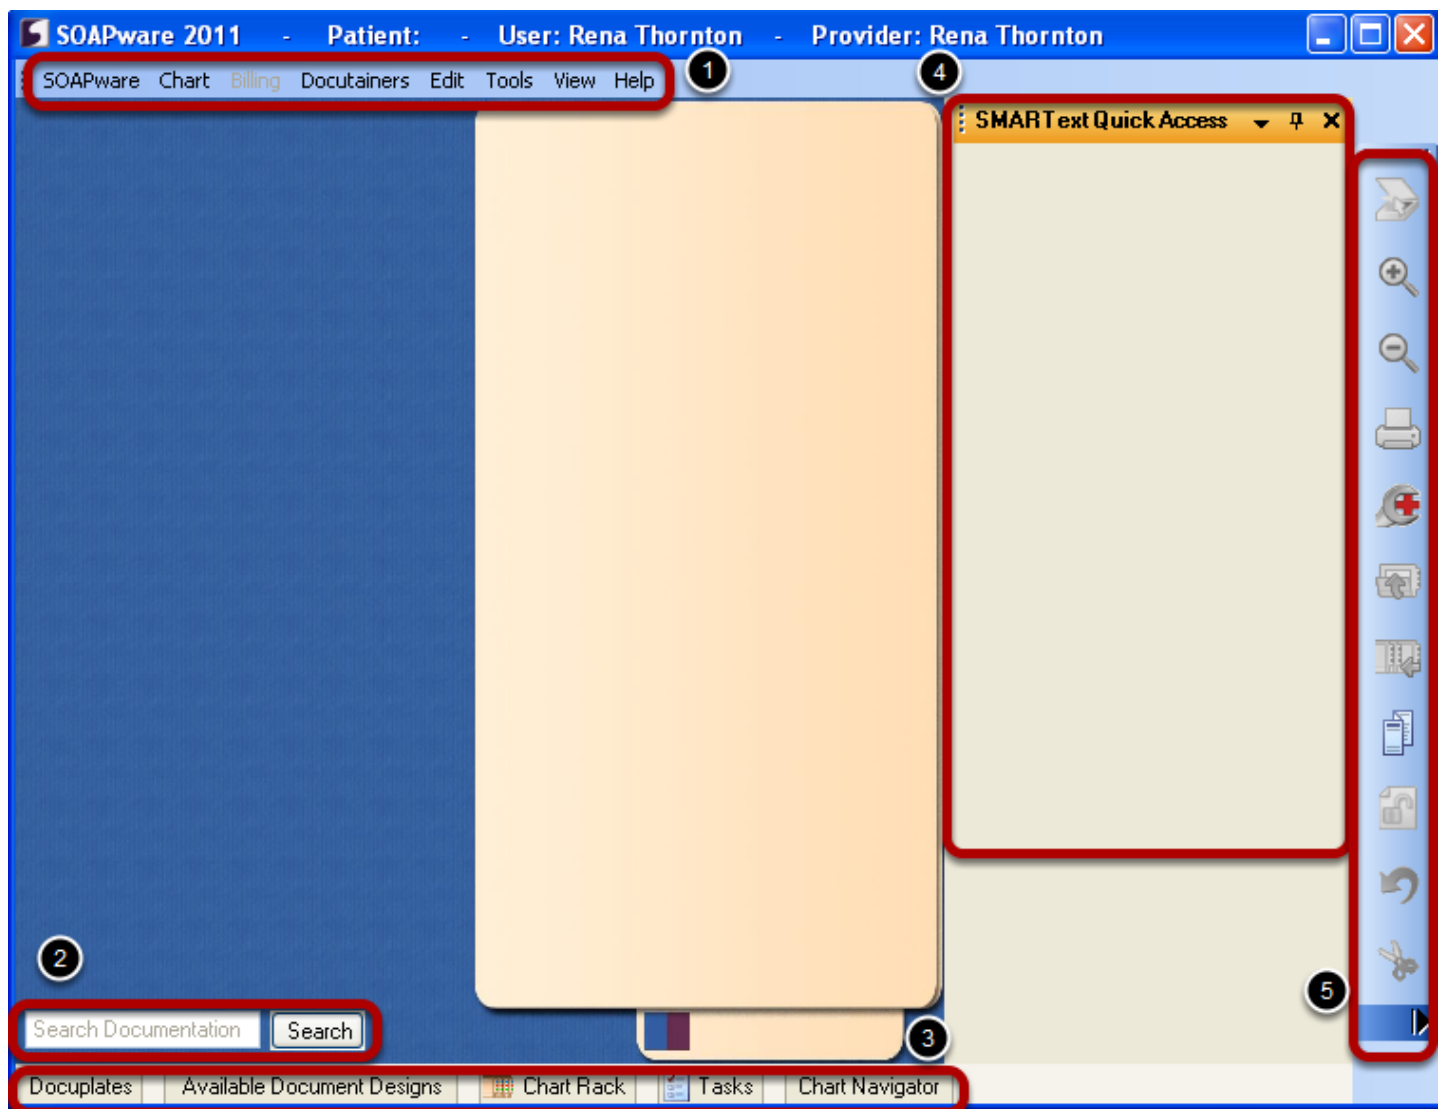 SOAPware 2011 - Patient: - User: Rena Thornton - Provider: Rena Thornton
SOAPware Chart Billing Docutainers Edit Tools View Help
1
4
SMARText Quick Access
2
5
Search Documentation Search
3
Docuplates Available Document Designs Chart Rack Tasks Chart Navigator